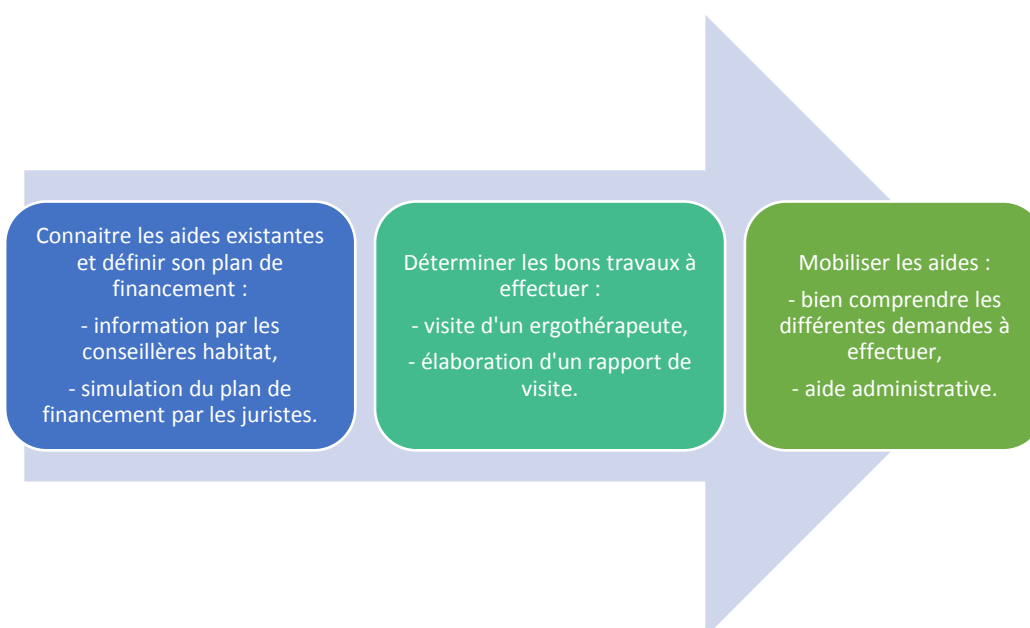 Connaitre les aides existantes
et définir son plan de
financement :
- information par les
conseillères habitat,
- simulation du plan de
financement par les juristes.
Déterminer les bons travaux à
effectuer :
- visite d'un ergothérapeute,
- élaboration d'un rapport de
visite.
Mobiliser les aides :
- bien comprendre les
différentes demandes à
effectuer,
- aide administrative.